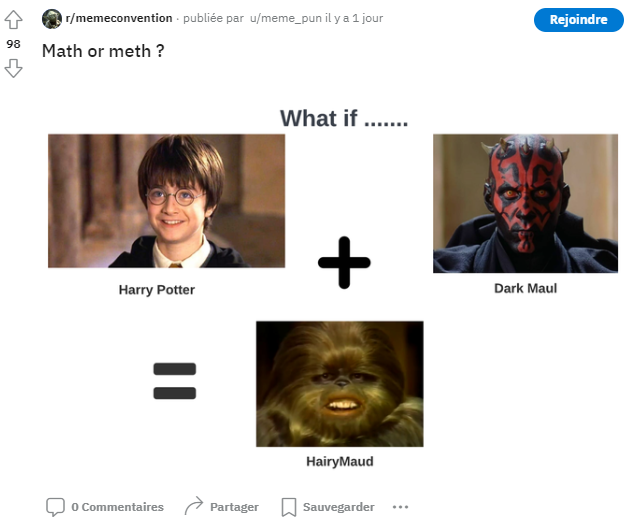 r/memeconvention · publiée par u/meme_pun il y a 1 jour
Rejoindre
98
Math or meth ?
What if .......
Harry Potter
Dark Maul
HairyMaud
0 Commentaires
Partager
Sauvegarder